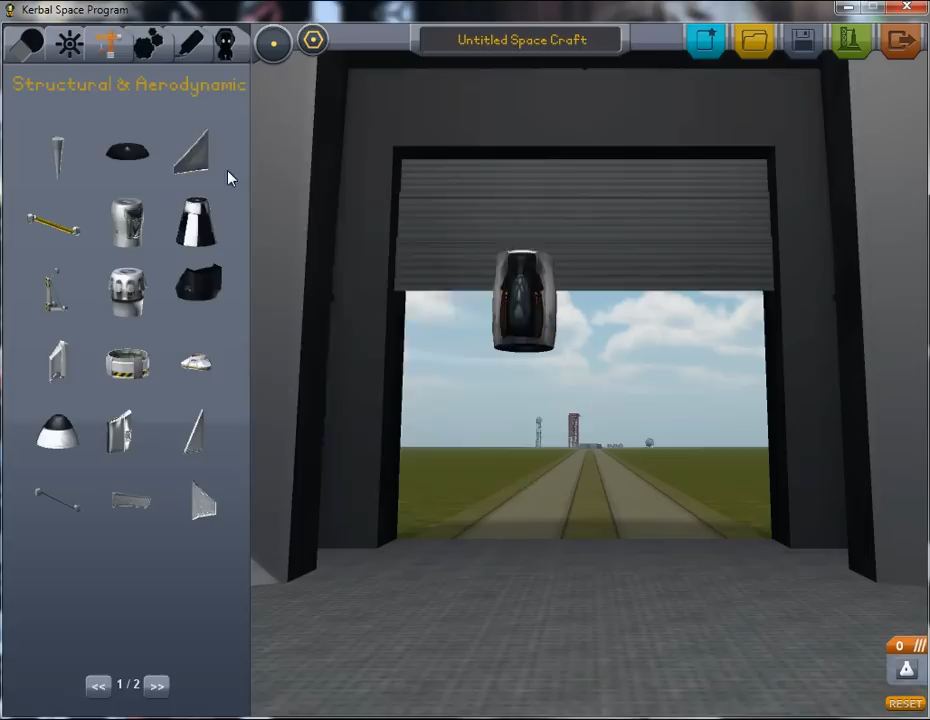 Kerbal Space Program
Untitled Space Craft
Structural & Aerodynamic
<< 1 / 2 >>
0
RESET